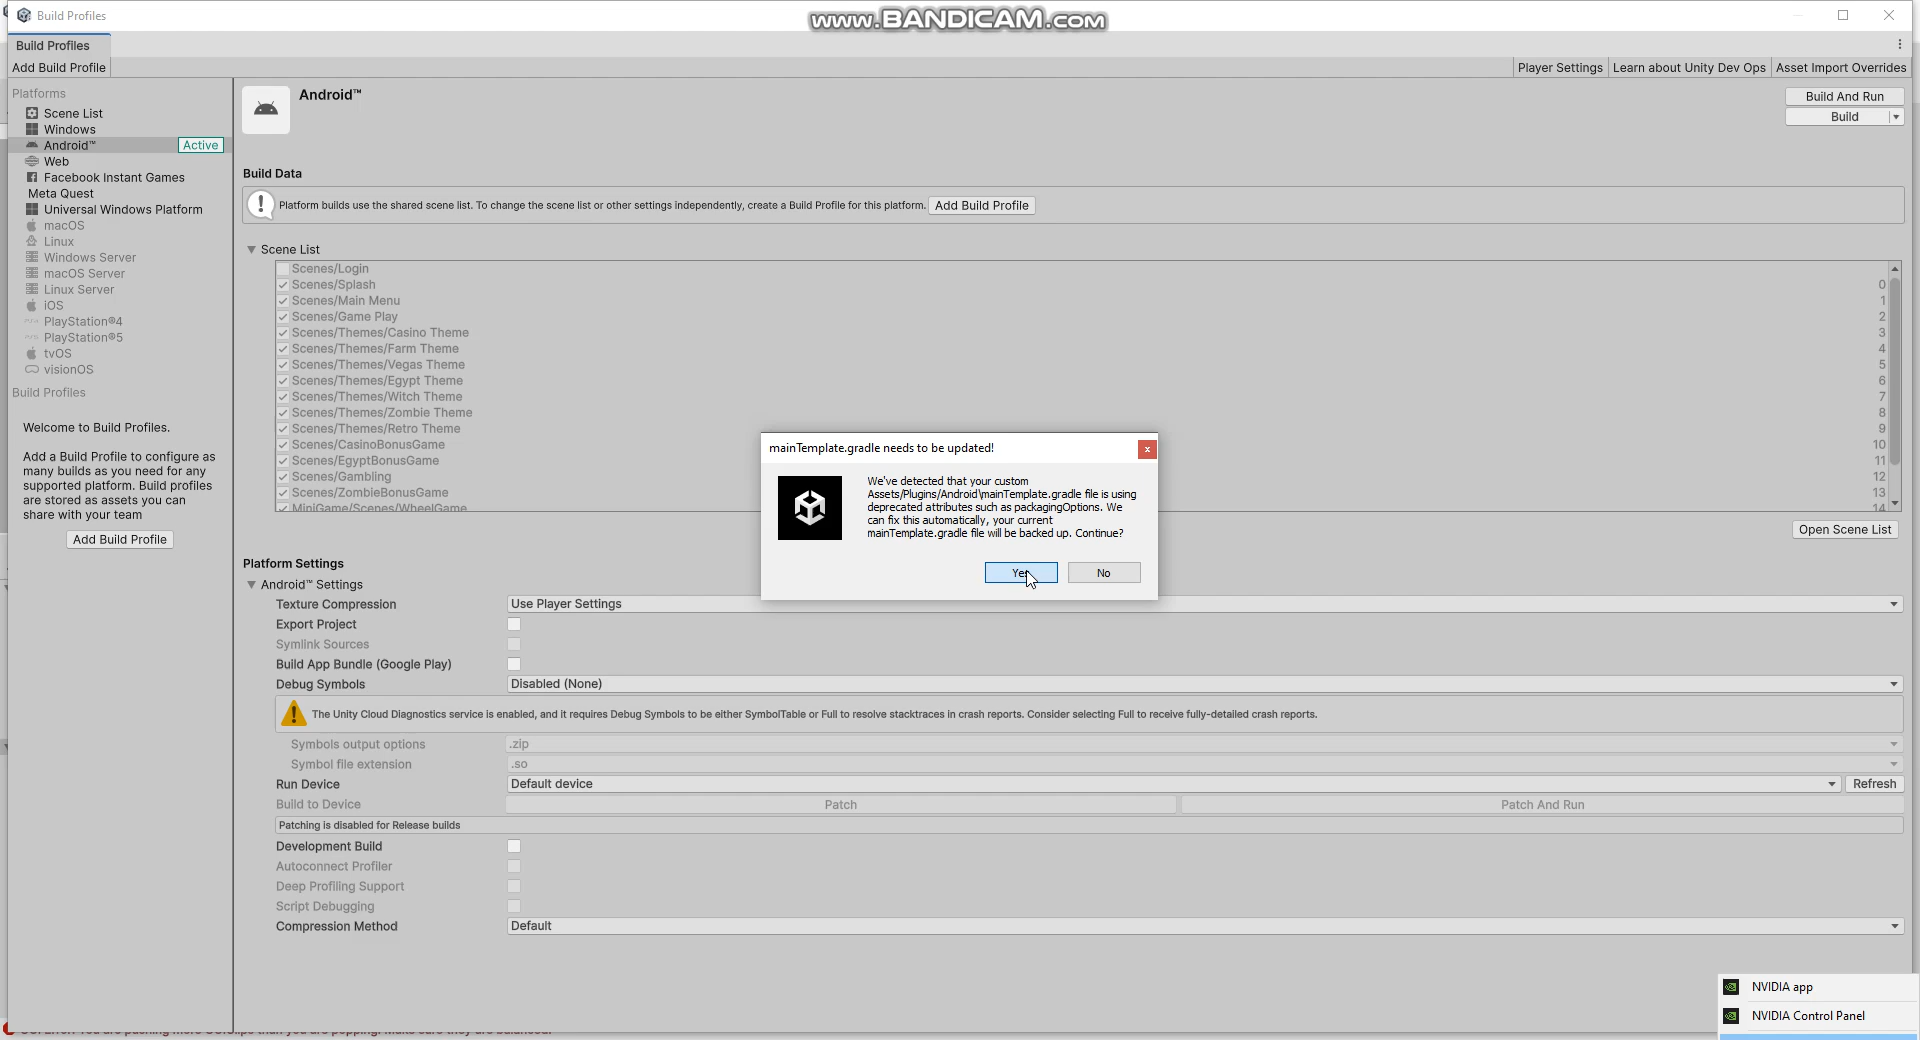 Build Profiles
www.BANDICAM.com
Build Profiles
Add Build Profile
Player Settings
Learn about Unity Dev Ops
Asset Import Overrides
Platforms
Scene List
Windows
Android™
Active
Web
Facebook Instant Games
Meta Quest
Universal Windows Platform
macOS
Linux
Windows Server
macOS Server
Linux Server
iOS
PlayStation®4
PlayStation®5
tvOS
visionOS
Build Profiles
Welcome to Build Profiles.
Add a Build Profile to configure as
many builds as you need for any
supported platform. Build profiles
are stored as assets you can
share with your team
Add Build Profile
Android™
Build And Run
Build
Build Data
Platform builds use the shared scene list. To change the scene list or other settings independently, create a Build Profile for this platform.
Add Build Profile
Scene List
Scenes/Login
Scenes/Splash 0
Scenes/Main Menu 1
Scenes/Game Play 2
Scenes/Themes/Casino Theme 3
Scenes/Themes/Farm Theme 4
Scenes/Themes/Vegas Theme 5
Scenes/Themes/Egypt Theme 6
Scenes/Themes/Witch Theme 7
Scenes/Themes/Zombie Theme 8
Scenes/Themes/Retro Theme 9
Scenes/CasinoBonusGame 10
Scenes/EgyptBonusGame 11
Scenes/Gambling 12
Scenes/ZombieBonusGame 13
MiniGame/Scenes/WheelGame 14
Open Scene List
mainTemplate.gradle needs to be updated!
We've detected that your custom
Assets/Plugins/Android\mainTemplate.gradle file is using
deprecated attributes such as packagingOptions. We
can fix this automatically, your current
mainTemplate.gradle file will be backed up. Continue?
Yes
No
Platform Settings
Android™ Settings
Texture Compression Use Player Settings
Export Project
Symlink Sources
Build App Bundle (Google Play)
Debug Symbols Disabled (None)
The Unity Cloud Diagnostics service is enabled, and it requires Debug Symbols to be either SymbolTable or Full to resolve stacktraces in crash reports. Consider selecting Full to receive fully-detailed crash reports.
Symbols output options .zip
Symbol file extension .so
Run Device Default device Refresh
Build to Device Patch Patch And Run
Patching is disabled for Release builds
Development Build
Autoconnect Profiler
Deep Profiling Support
Script Debugging
Compression Method Default
NVIDIA app
NVIDIA Control Panel